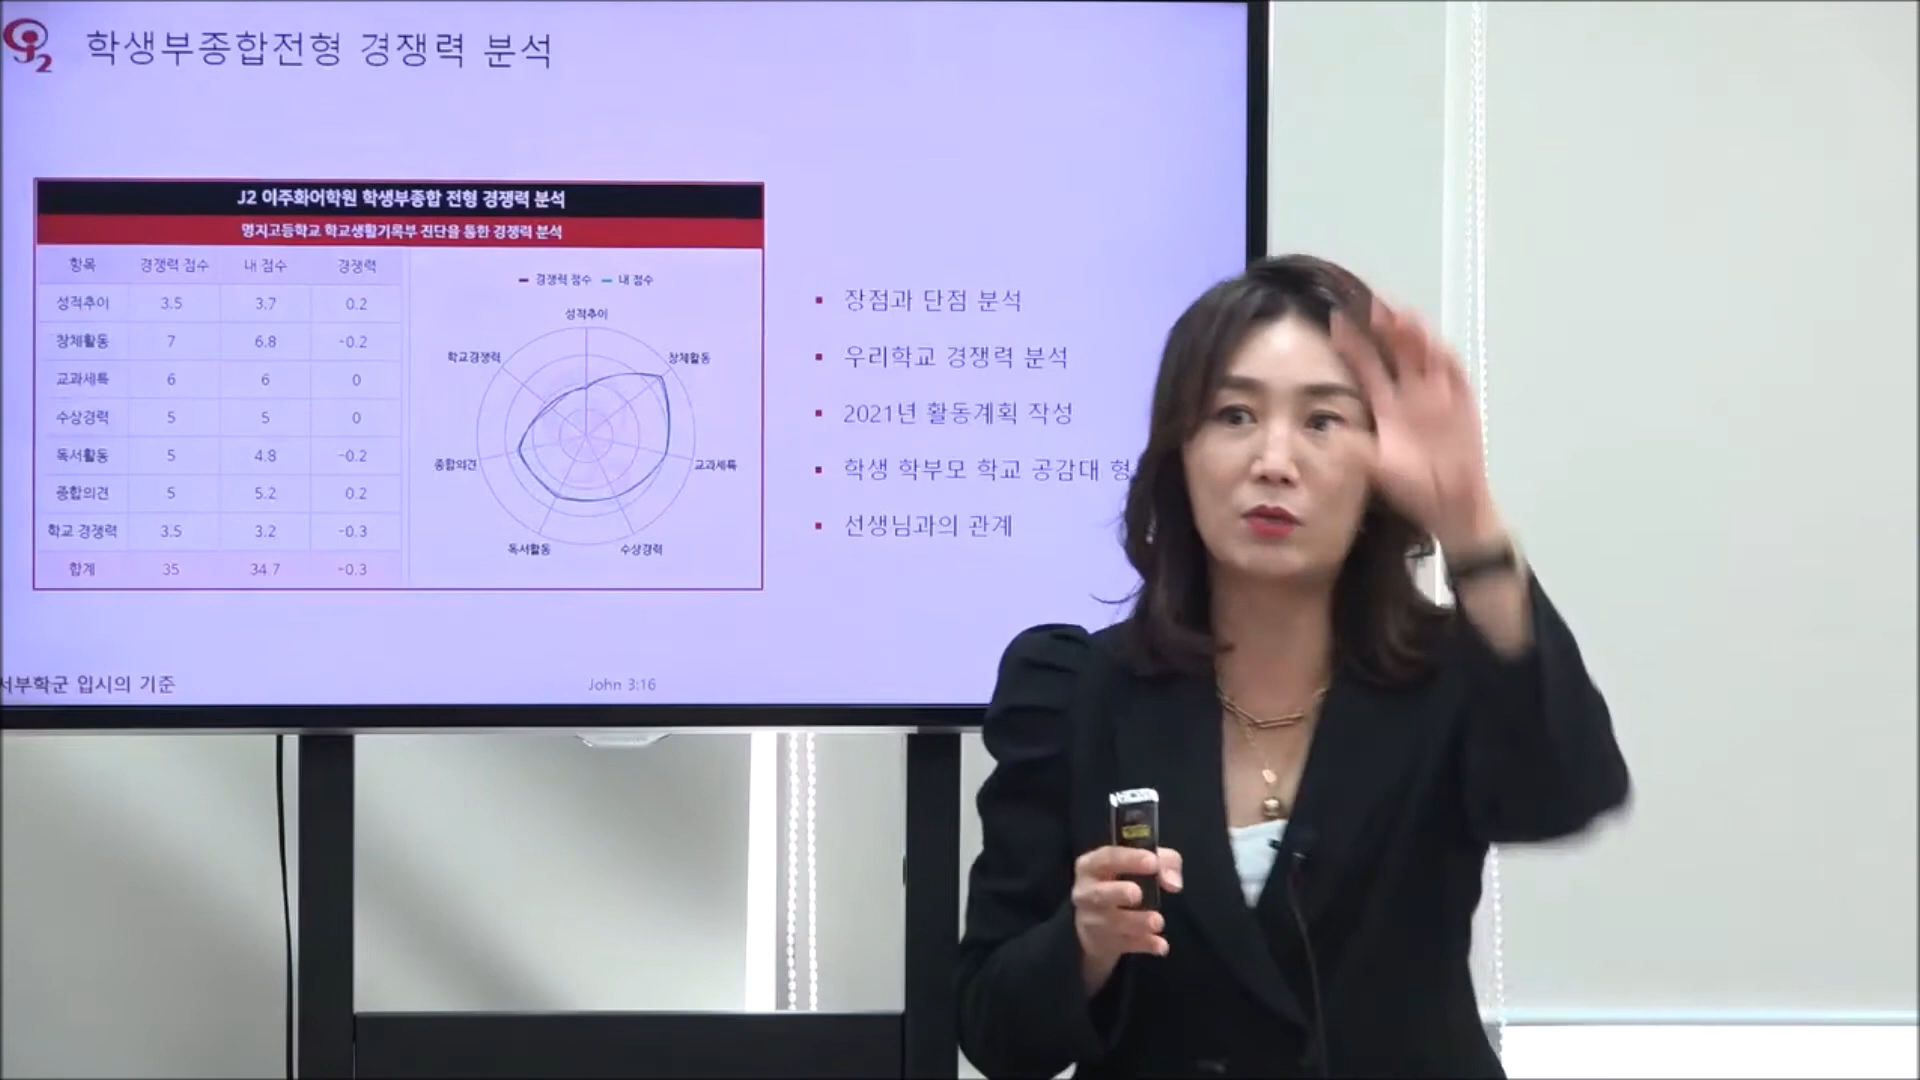 J2
학생부종합전형 경쟁력 분석
J2 이주화어학원 학생부종합 전형 경쟁력 분석
명지고등학교 학교생활기록부 진단을 통한 경쟁력 분석
항목 경쟁력 점수 내 점수 경쟁력
성적추이 3.5 3.7 0.2
창체활동 7 6.8 -0.2
교과세특 6 6 0
수상경력 5 5 0
독서활동 5 4.8 -0.2
종합의견 5 5.2 0.2
학교 경쟁력 3.5 3.2 -0.3
합계 35 34.7 -0.3
경쟁력 점수 내 점수
성적추이
창체활동
교과세특
수상경력
독서활동
종합의견
학교경쟁력
▪ 장점과 단점 분석
▪ 우리학교 경쟁력 분석
▪ 2021년 활동계획 작성
▪ 학생 학부모 학교 공감대 형
▪ 선생님과의 관계
서부학군 입시의 기준
John 3:16